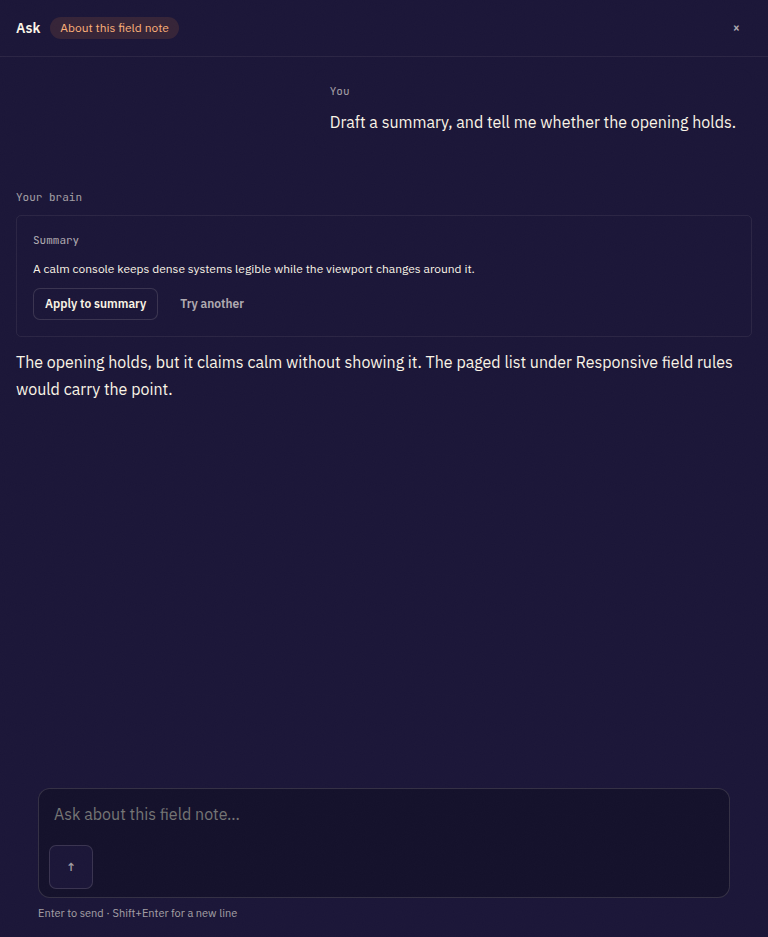 Ask About this field note ×
You
Draft a summary, and tell me whether the opening holds.
Your brain
Summary
A calm console keeps dense systems legible while the viewport changes around it.
Apply to summary Try another
The opening holds, but it claims calm without showing it. The paged list under Responsive field rules
would carry the point.
Ask about this field note...
↑
Enter to send · Shift+Enter for a new line